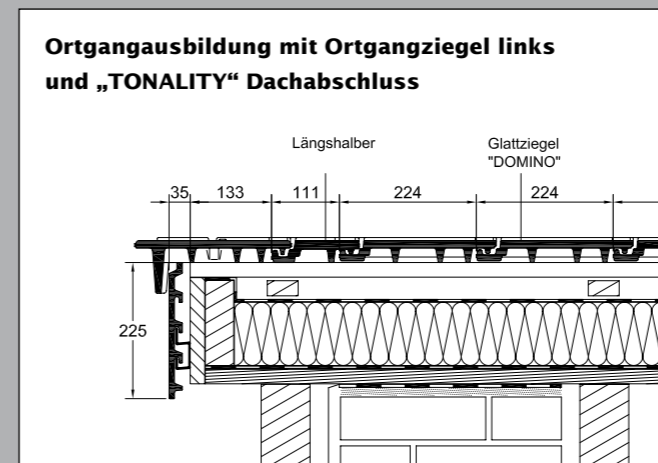 Ortgangausbildung mit Ortgangziegel links
und „TONALITY“ Dachabschluss
Längshalber
Glattziegel
"DOMINO"
35 133 111 224 224
225